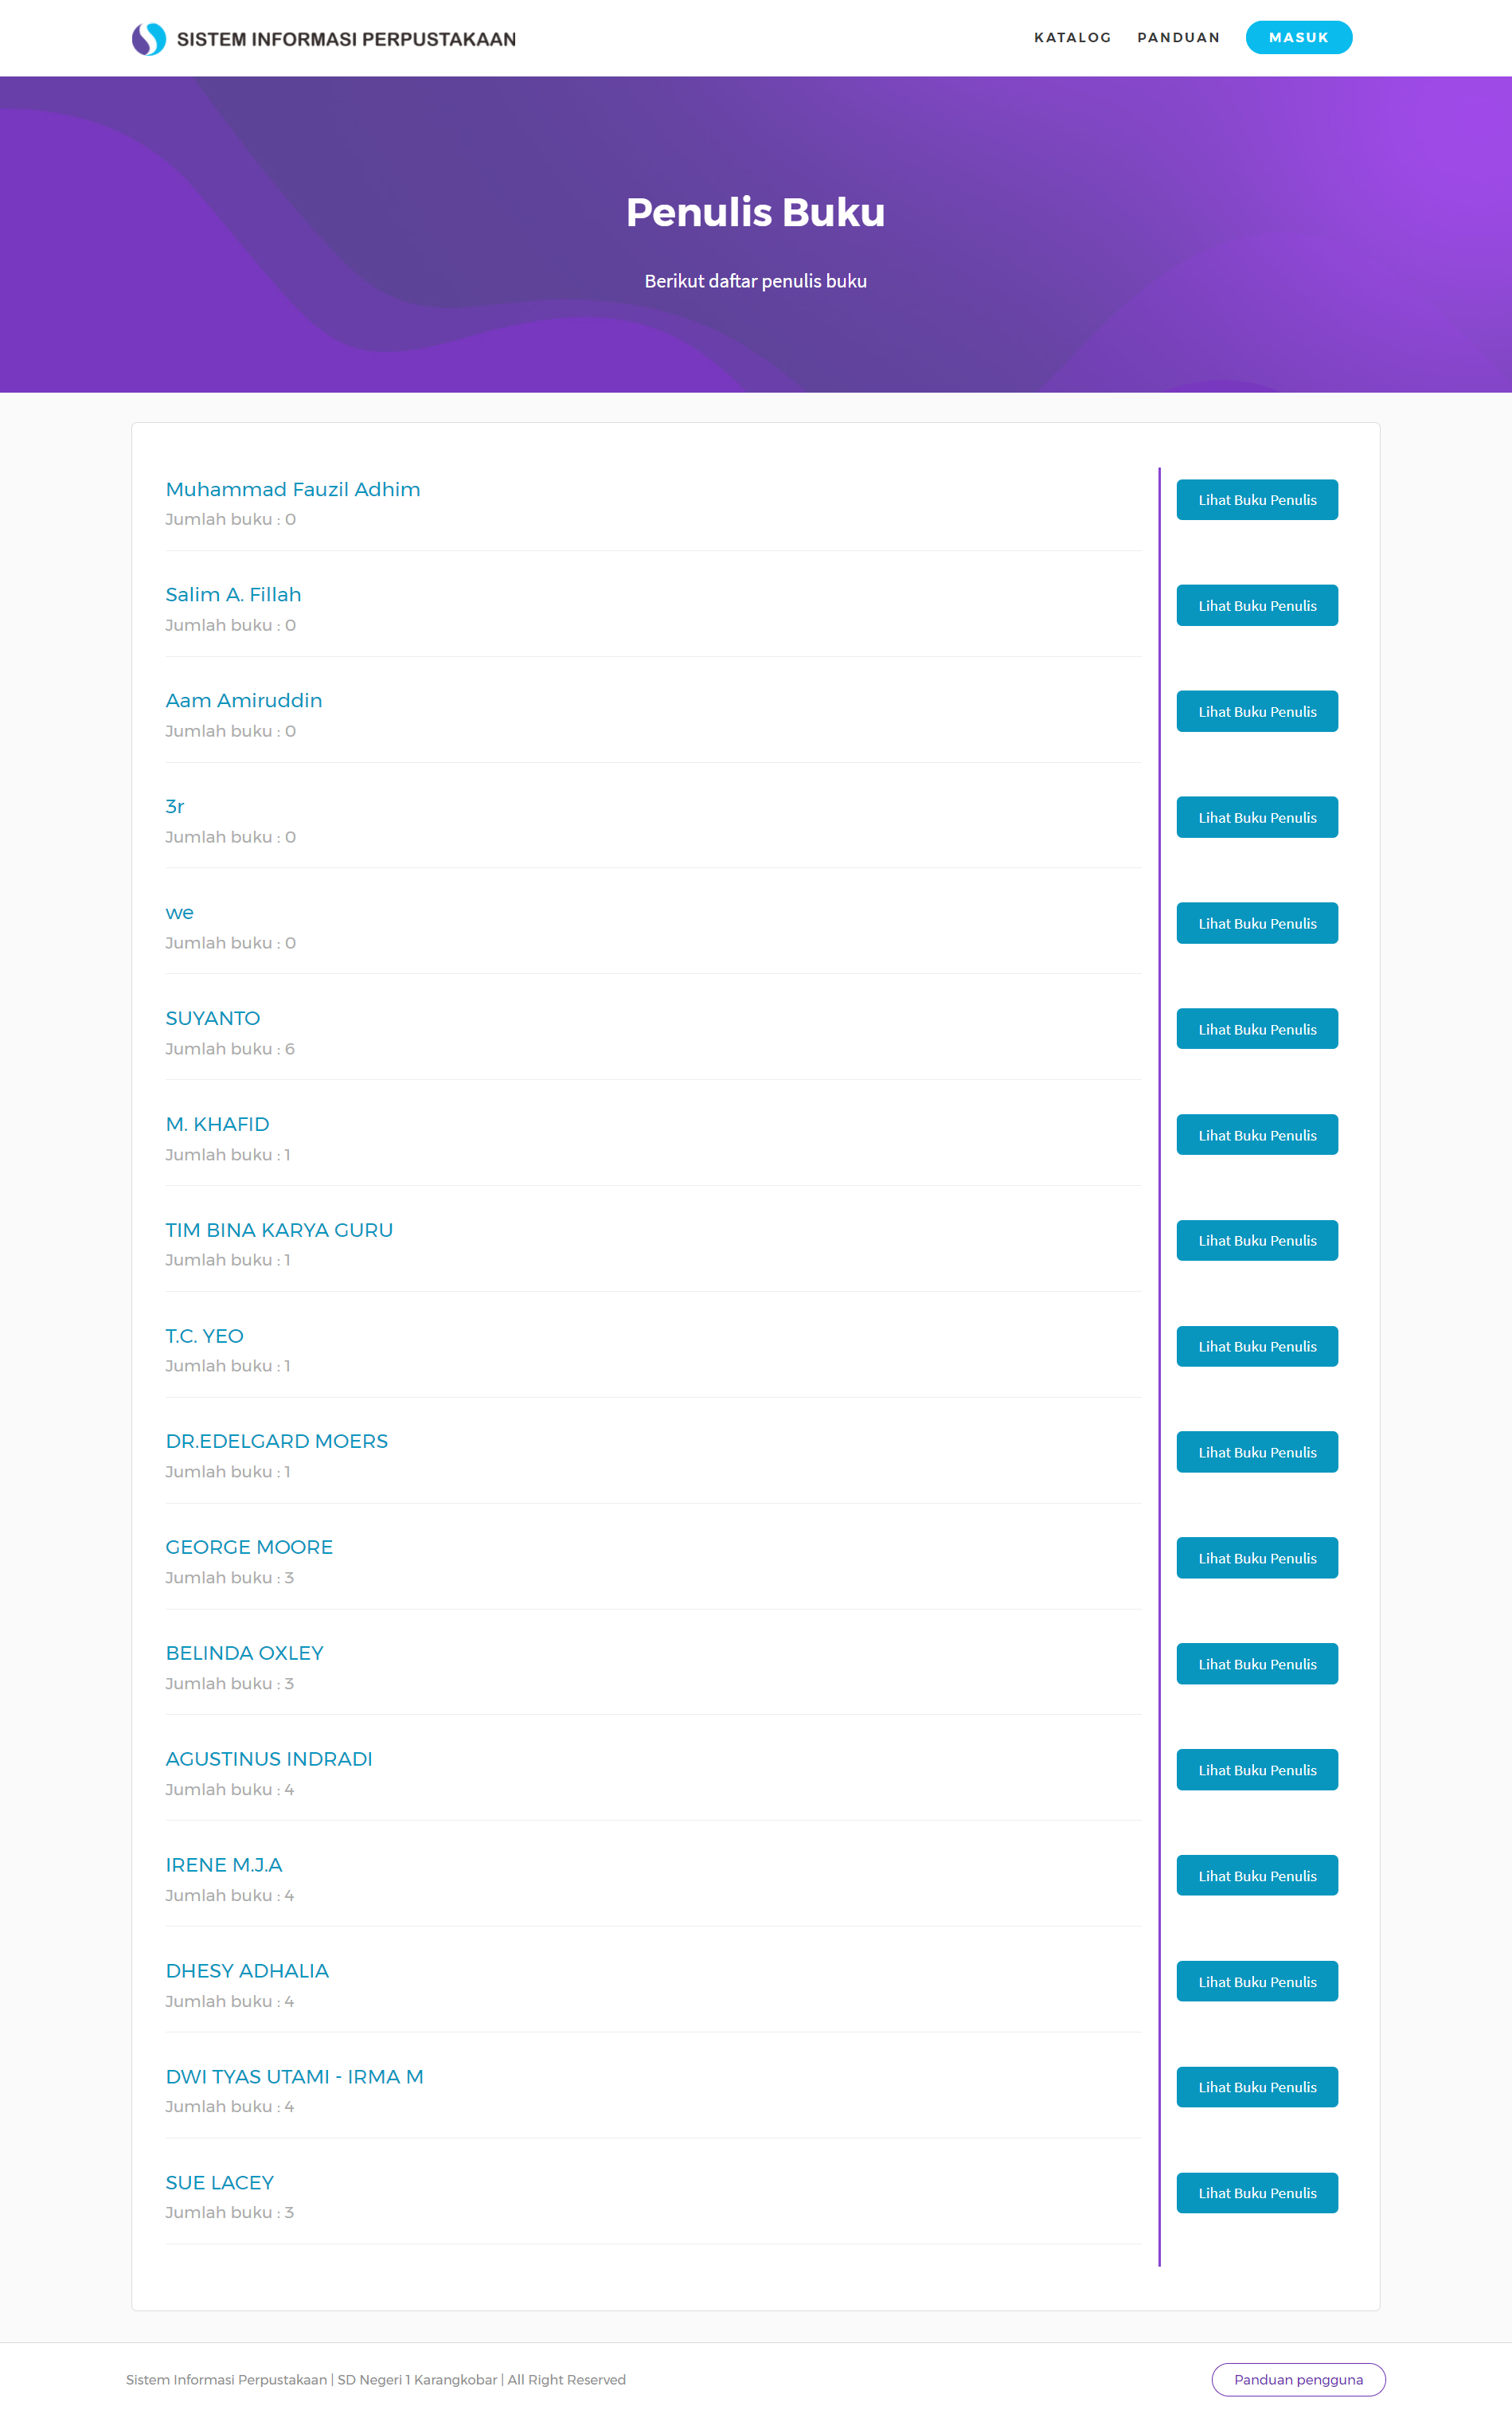 SISTEM INFORMASI PERPUSTAKAAN
KATALOG PANDUAN MASUK
Penulis Buku
Berikut daftar penulis buku
Muhammad Fauzil Adhim
Jumlah buku : 0
Lihat Buku Penulis
Salim A. Fillah
Jumlah buku : 0
Lihat Buku Penulis
Aam Amiruddin
Jumlah buku : 0
Lihat Buku Penulis
3r
Jumlah buku : 0
Lihat Buku Penulis
we
Jumlah buku : 0
Lihat Buku Penulis
SUYANTO
Jumlah buku : 6
Lihat Buku Penulis
M. KHAFID
Jumlah buku : 1
Lihat Buku Penulis
TIM BINA KARYA GURU
Jumlah buku : 1
Lihat Buku Penulis
T.C. YEO
Jumlah buku : 1
Lihat Buku Penulis
DR.EDELGARD MOERS
Jumlah buku : 1
Lihat Buku Penulis
GEORGE MOORE
Jumlah buku : 3
Lihat Buku Penulis
BELINDA OXLEY
Jumlah buku : 3
Lihat Buku Penulis
AGUSTINUS INDRADI
Jumlah buku : 4
Lihat Buku Penulis
IRENE M.J.A
Jumlah buku : 4
Lihat Buku Penulis
DHESY ADHALIA
Jumlah buku : 4
Lihat Buku Penulis
DWI TYAS UTAMI - IRMA M
Jumlah buku : 4
Lihat Buku Penulis
SUE LACEY
Jumlah buku : 3
Lihat Buku Penulis
Sistem Informasi Perpustakaan | SD Negeri 1 Karangkobar | All Right Reserved
Panduan pengguna